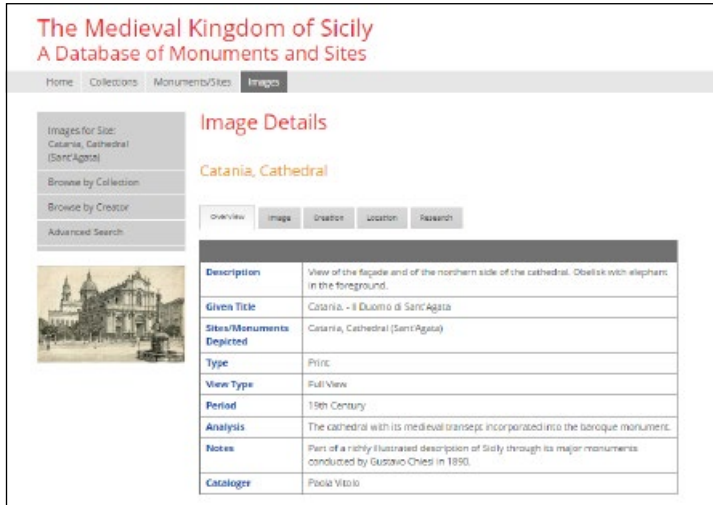 The Medieval Kingdom of Sicily
A Database of Monuments and Sites
Home Collections Monuments/Sites Images
Images for Site:
Catania, Cathedral
(Sant'Agata)
Browse by Collection
Browse by Creator
Advanced Search
Image Details
Catania, Cathedral
Overview Image Creation Location Research
Description View of the façade and of the northern side of the cathedral. Obelisk with elephant
in the foreground.
Given Title Catania. - Il Duomo di Sant'Agata
Sites/Monuments Catania, Cathedral (Sant'Agata)
Depicted
Type Print
View Type Full View
Period 19th Century
Analysis The cathedral with its medieval transept incorporated into the baroque monument.
Notes Part of a richly illustrated description of Sicily through its major monuments
conducted by Gustavo Chiesi in 1890.
Cataloger Paola Vitolo